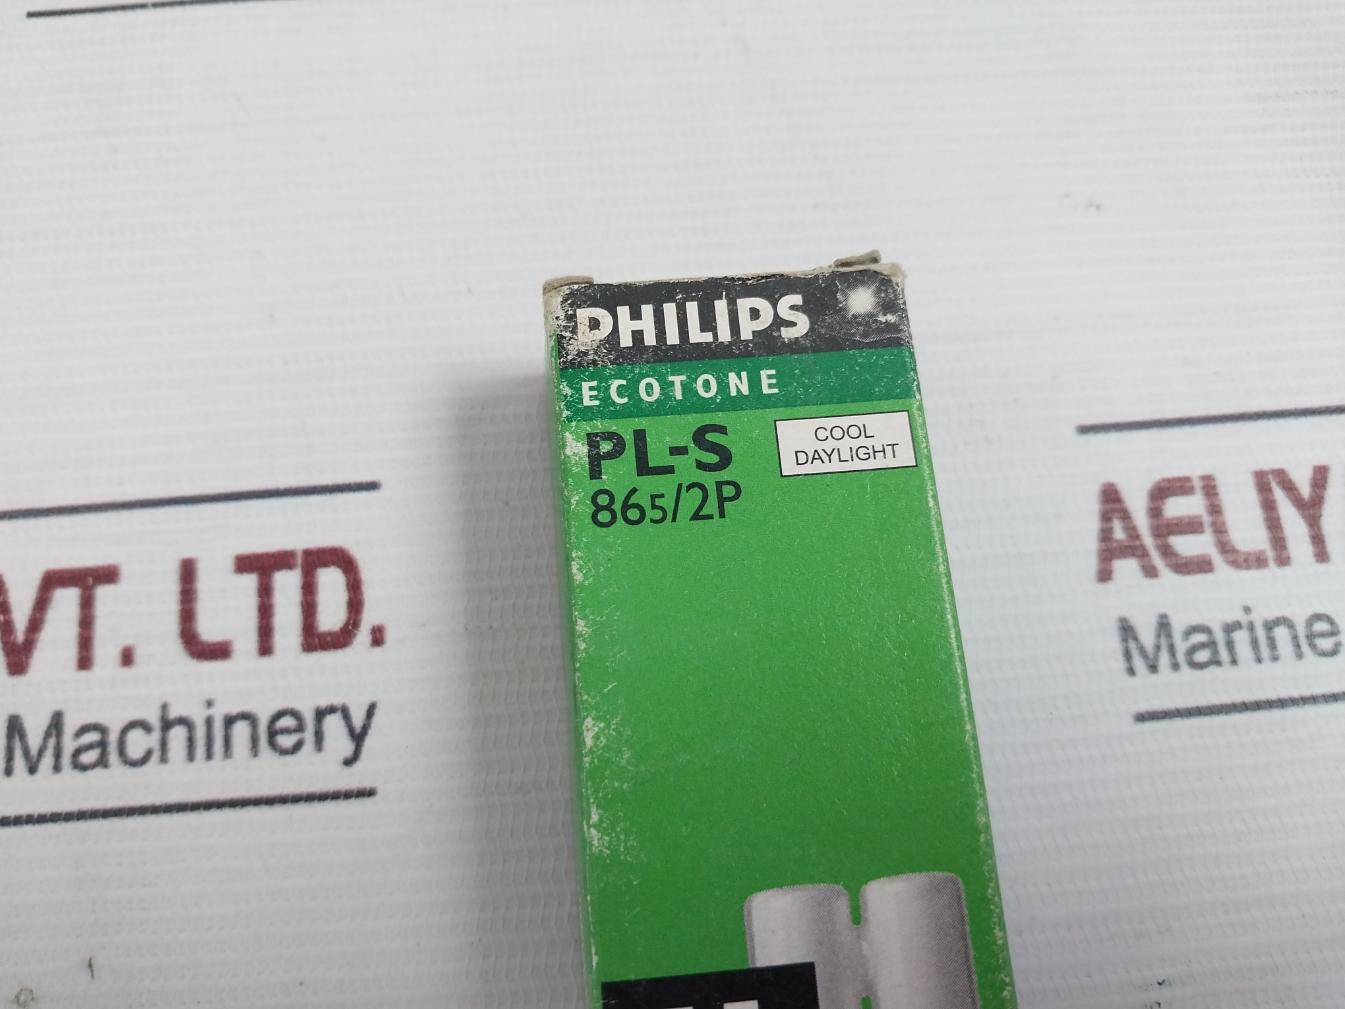 PHILIPS
ECOTONE
PL-S
865/2P
COOL
DAYLIGHT
VT. LTD.
Machinery
AELIY
Marine